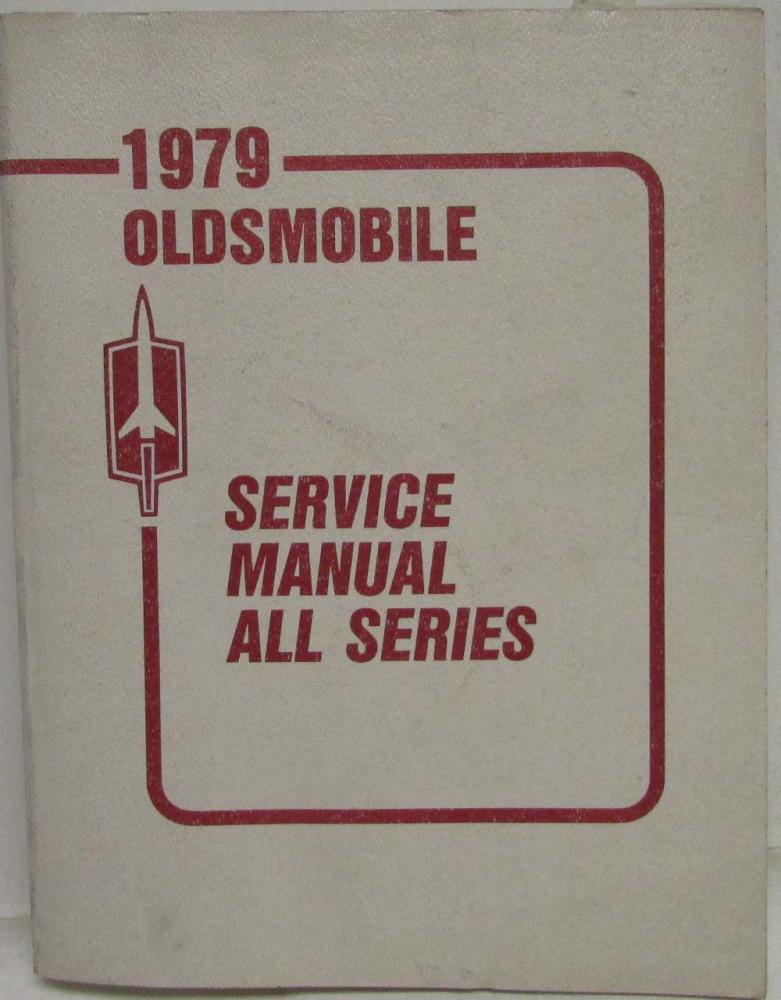 1979
OLDSMOBILE
SERVICE
MANUAL
ALL SERIES